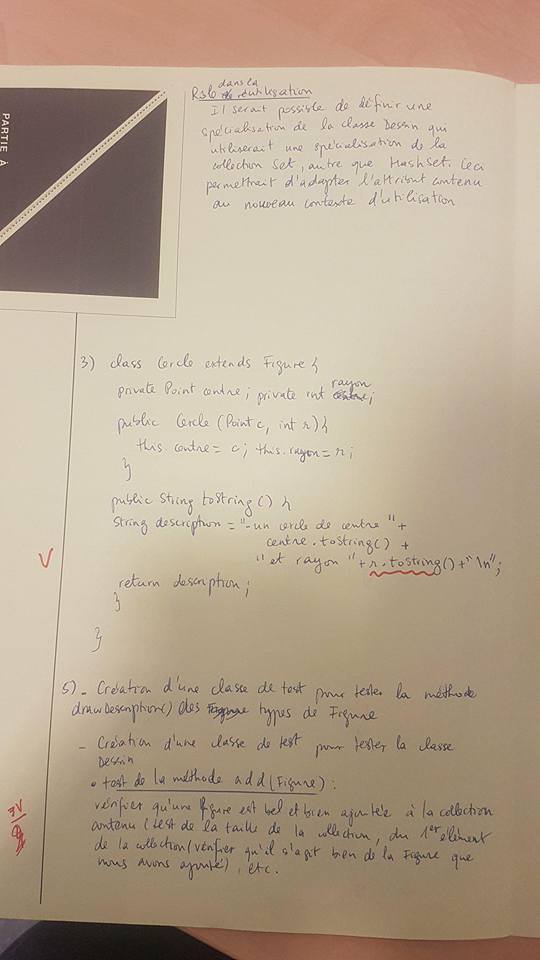 PARTIE À
Rôle dans la réutilisation
Il serait possible de définir une
spécialisation de la classe Dessin qui
utiliserait une spécialisation de la
collection Set, autre que HashSet. Ceci
permettrait d'adapter l'attribut contenu
au nouveau contexte d'utilisation
3) class Cercle extends Figure {
private Point centre; private int rayon;
public Cercle (Point c, int r) {
this.centre = c; this.rayon = r;
}
public String toString() {
String description = "-un cercle de centre "+
centre.toString() +
V
"et rayon "+ r.toString()+" \n";
return description;
}
}
5) - Création d'une classe de test pour tester la méthode
drawDescription() des types de Figure
- Création d'une classe de test pour tester la classe
Dessin
• test de la méthode add(Figure) :
vérifier qu'une figure est bel et bien ajoutée à la collection
contenu (test de la taille de la collection, du 1er élément
de la collection (vérifier qu'il s'agit bien de la Figure que
nous avons ajouté), etc.